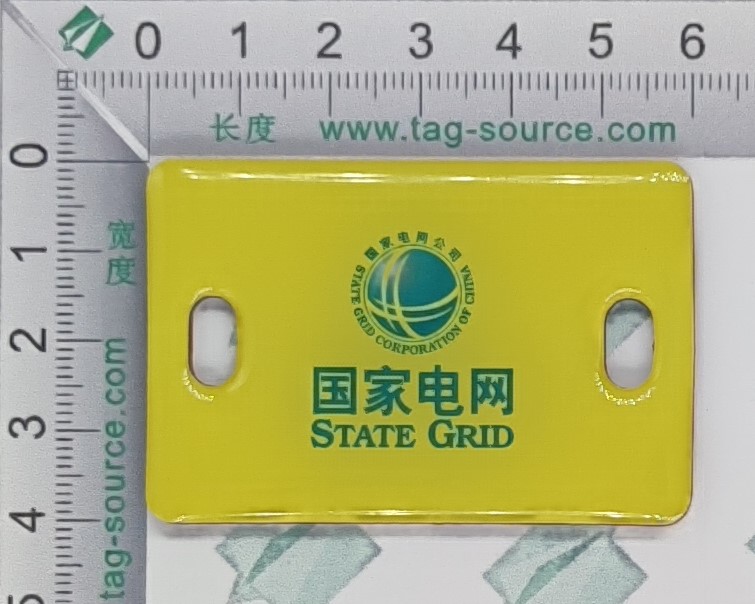 0 1 2 3 4 5 6
长度 www.tag-source.com
0
1
2
3
4
5
宽度 www.tag-source.com
国家电网公司
STATE GRID CORPORATION OF CHINA
国家电网
STATE GRID